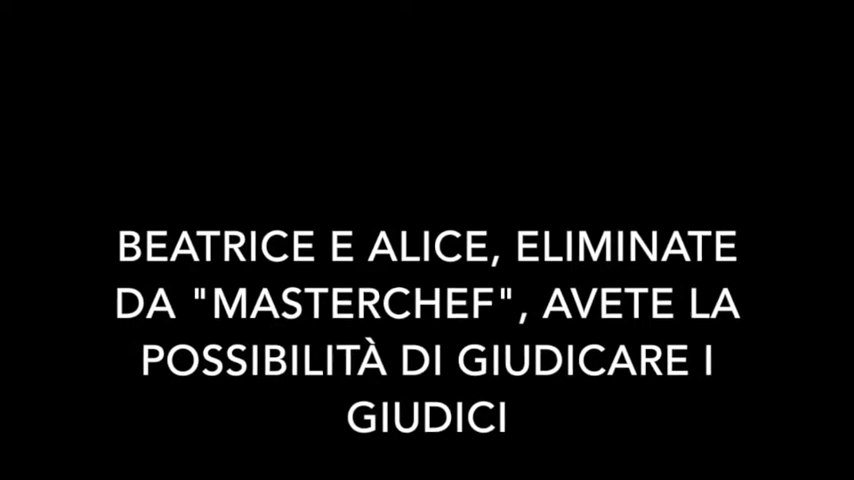 BEATRICE E ALICE, ELIMINATE
DA "MASTERCHEF", AVETE LA
POSSIBILITÀ DI GIUDICARE I
GIUDICI